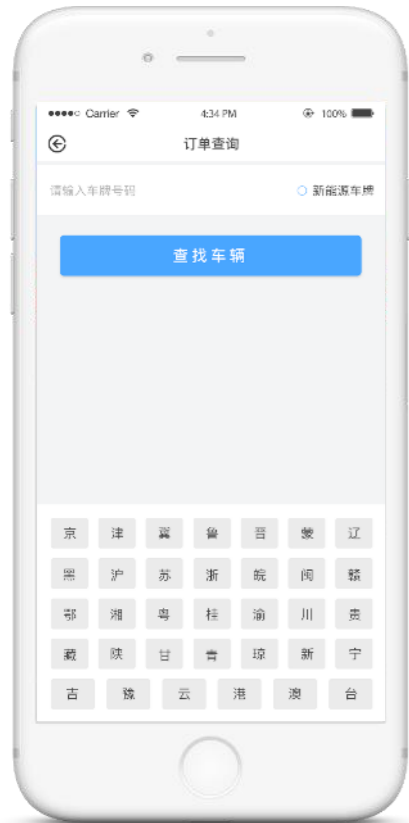 Carrier 4:34 PM 100%
订单查询
请输入车牌号码 新能源车牌
查找车辆
京 津 冀 鲁 晋 蒙 辽
黑 沪 苏 浙 皖 闽 赣
鄂 湘 粤 桂 渝 川 贵
藏 陕 甘 青 琼 新 宁
吉 豫 云 港 澳 台